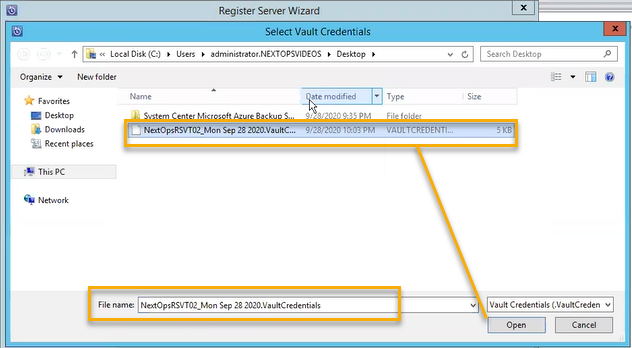 Register Server Wizard
x
Select Vault Credentials
x
Local Disk (C:) ▸ Users ▸ administrator.NEXTOPSVIDEOS ▸ Desktop ▸
Search Desktop
Organize
New folder
Name
Date modified
Type
Size
Favorites
Desktop
Downloads
Recent places
This PC
Network
System Center Microsoft Azure Backup S...
9/28/2020 9:35 PM
File folder
NextOpsRSVT02_Mon Sep 28 2020.VaultC...
9/28/2020 10:03 PM
VAULTCREDENTI...
5 KB
File name:
NextOpsRSVT02_Mon Sep 28 2020.VaultCredentials
Vault Credentials (.VaultCreden
Open
Cancel